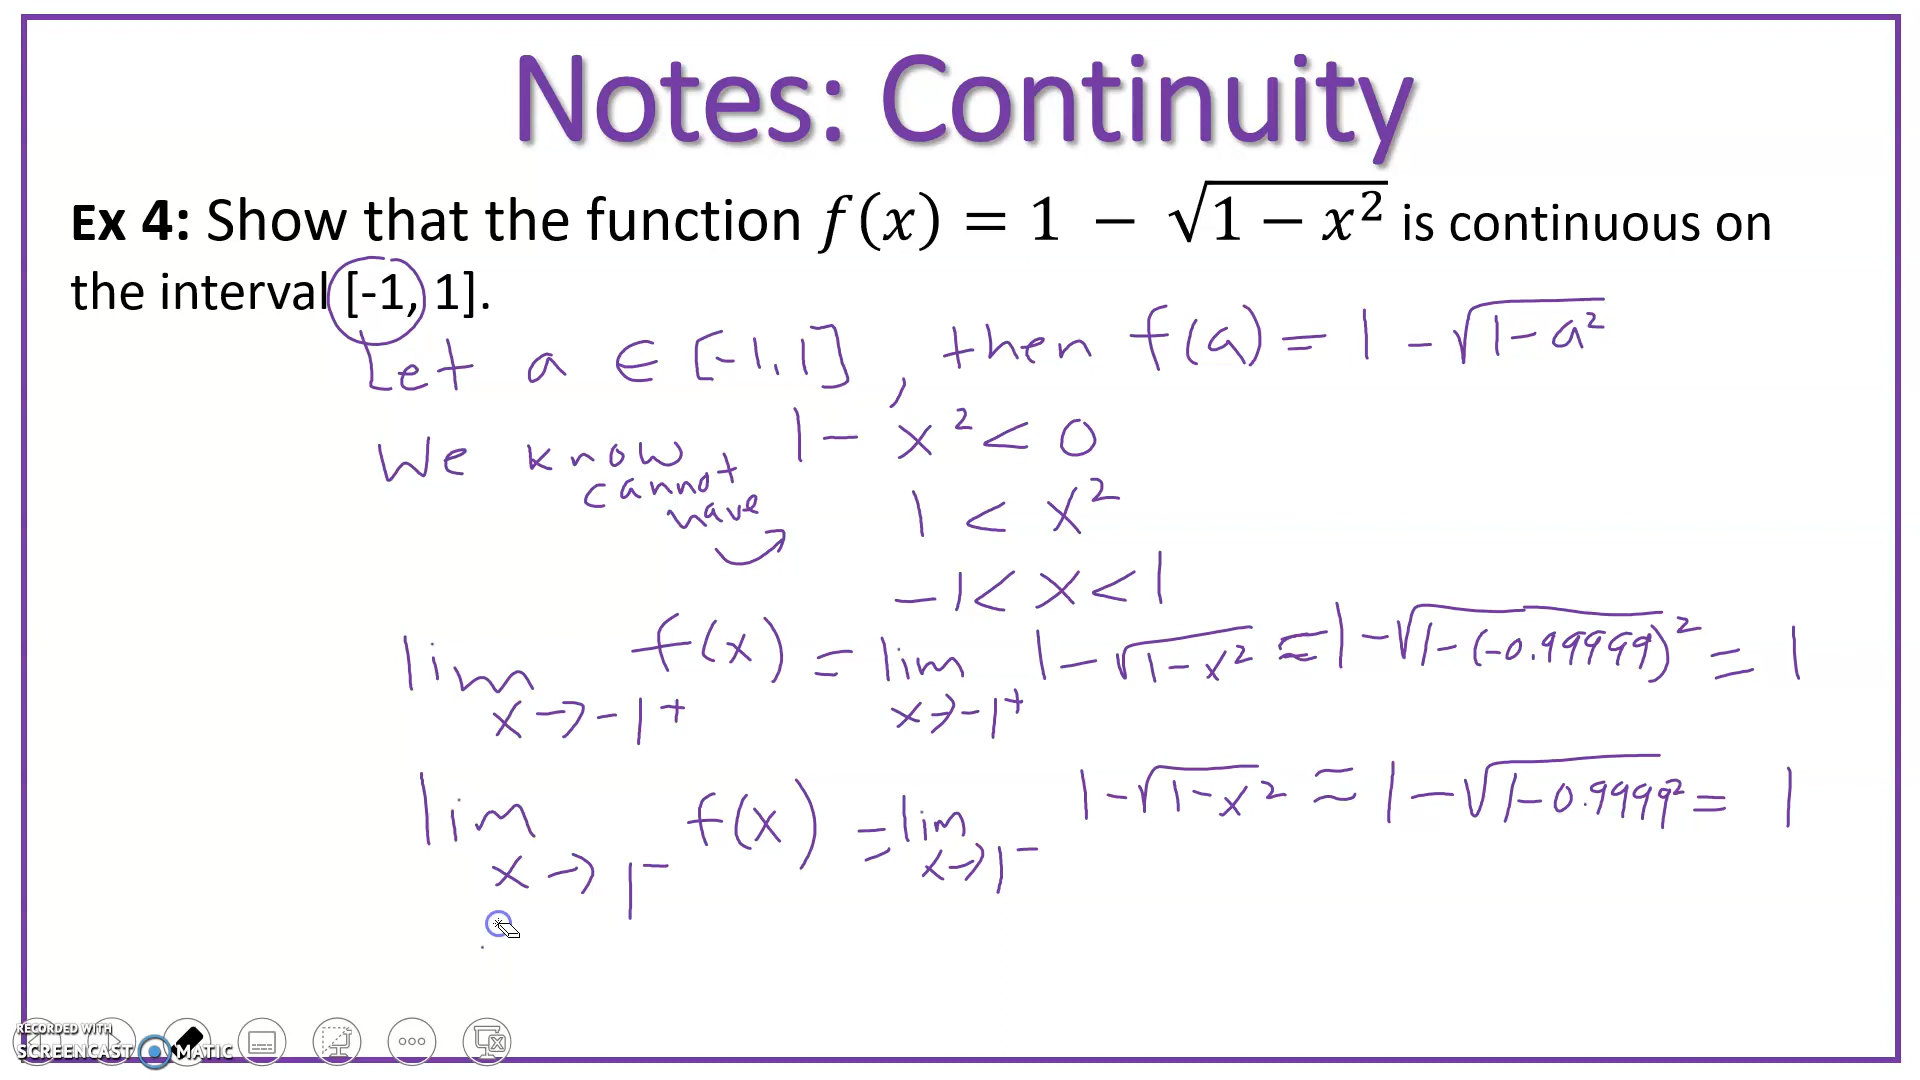 Notes: Continuity
Ex 4: Show that the function f(x) = 1 − √(1 − x²) is continuous on
the interval [-1, 1].
Let a ∈ [-1, 1], then f(a) = 1 - √(1-a²)
We know cannot have 1 - x² < 0
1 < x²
-1 < x < 1
lim x→-1⁺ f(x) = lim x→-1⁺ 1-√(1-x²) ≈ 1-√(1-(-0.99999)²) = 1
lim x→1⁻ f(x) = lim x→1⁻ 1-√(1-x²) ≈ 1-√(1-0.9999²) = 1
RECORDED WITH
SCREENCAST MATIC